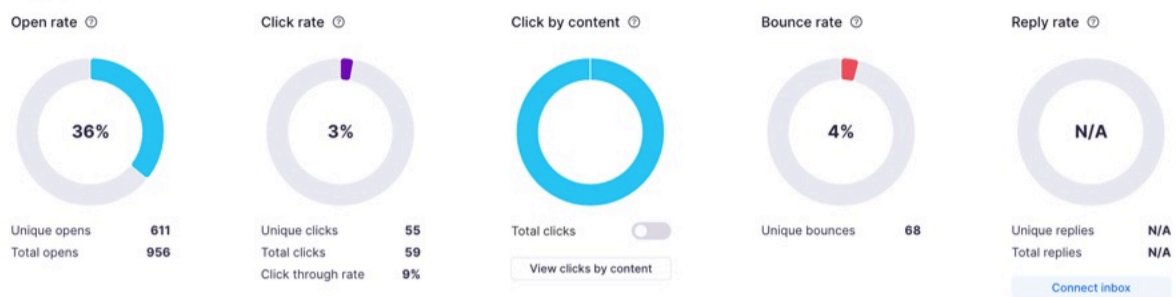 Open rate
36%
Unique opens 611
Total opens 956
Click rate
3%
Unique clicks 55
Total clicks 59
Click through rate 9%
Click by content
Total clicks
View clicks by content
Bounce rate
4%
Unique bounces 68
Reply rate
N/A
Unique replies N/A
Total replies N/A
Connect inbox